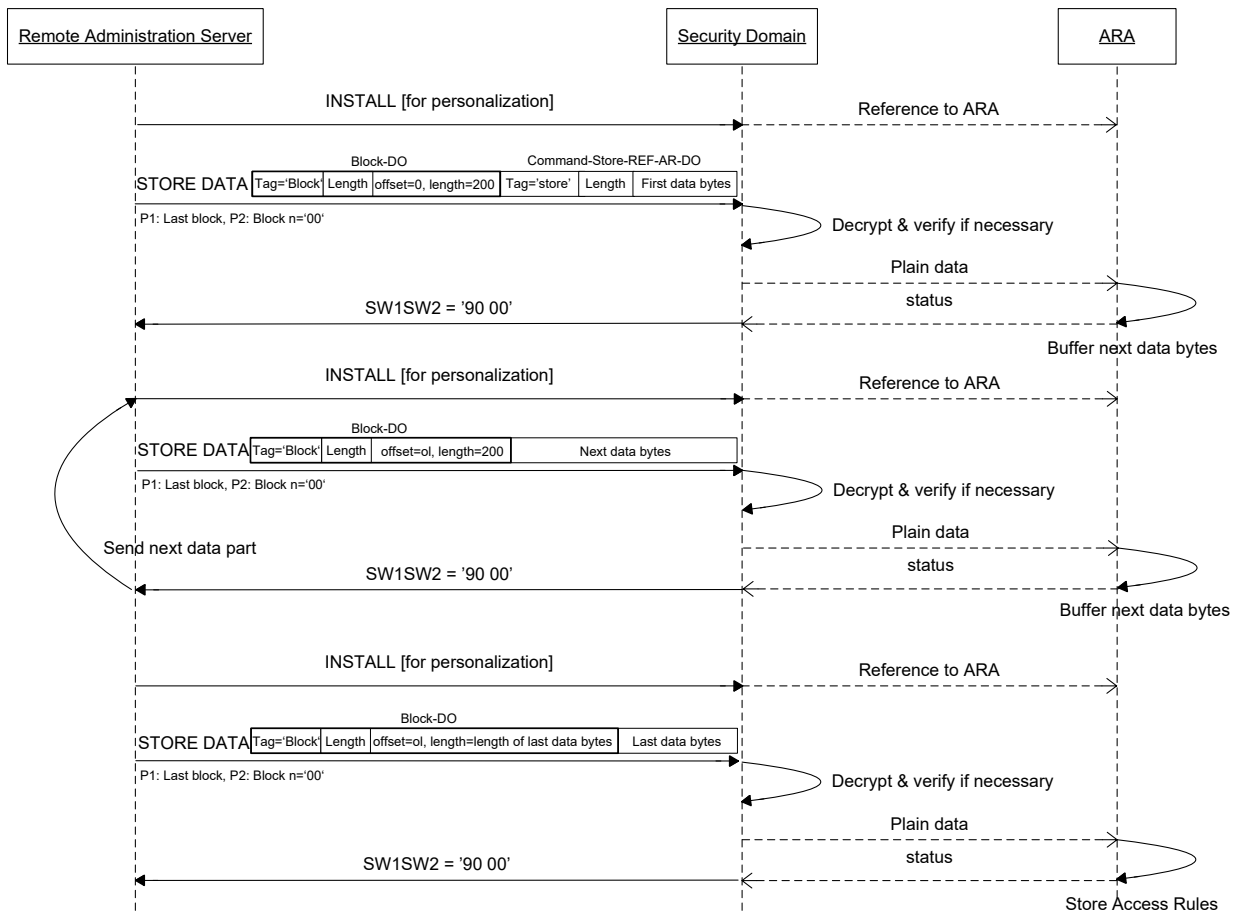 Remote Administration Server
Security Domain
ARA
INSTALL [for personalization]
Reference to ARA
Block-DO
Command-Store-REF-AR-DO
STORE DATA
Tag=‘Block‘
Length
offset=0, length=200
Tag=’store’
Length
First data bytes
P1: Last block, P2: Block n=‘00‘
Decrypt & verify if necessary
Plain data
status
SW1SW2 = ’90 00’
Buffer next data bytes
INSTALL [for personalization]
Reference to ARA
Block-DO
STORE DATA
Tag=‘Block‘
Length
offset=ol, length=200
Next data bytes
P1: Last block, P2: Block n=‘00‘
Decrypt & verify if necessary
Plain data
Send next data part
status
SW1SW2 = ’90 00’
Buffer next data bytes
INSTALL [for personalization]
Reference to ARA
Block-DO
STORE DATA
Tag=‘Block‘
Length
offset=ol, length=length of last data bytes
Last data bytes
P1: Last block, P2: Block n=‘00‘
Decrypt & verify if necessary
Plain data
status
SW1SW2 = ’90 00’
Store Access Rules